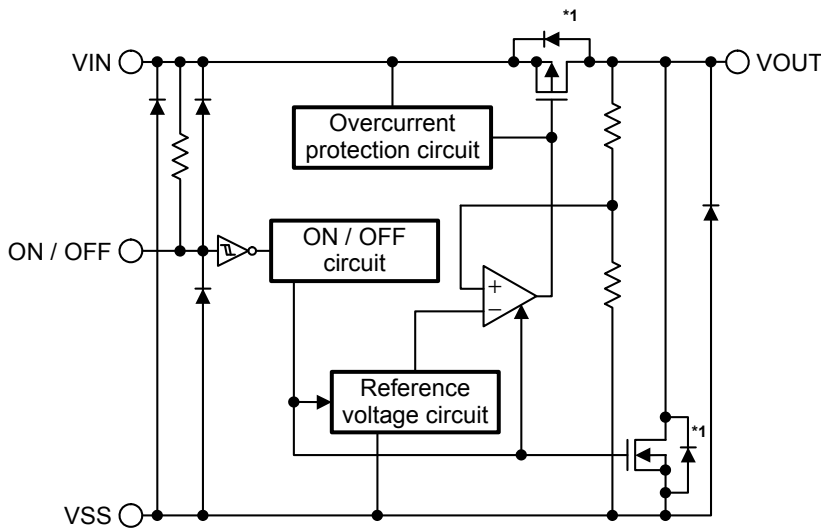 *1
VIN
VOUT
Overcurrent
protection circuit
ON / OFF
ON / OFF
circuit
+
−
Reference
voltage circuit
*1
VSS